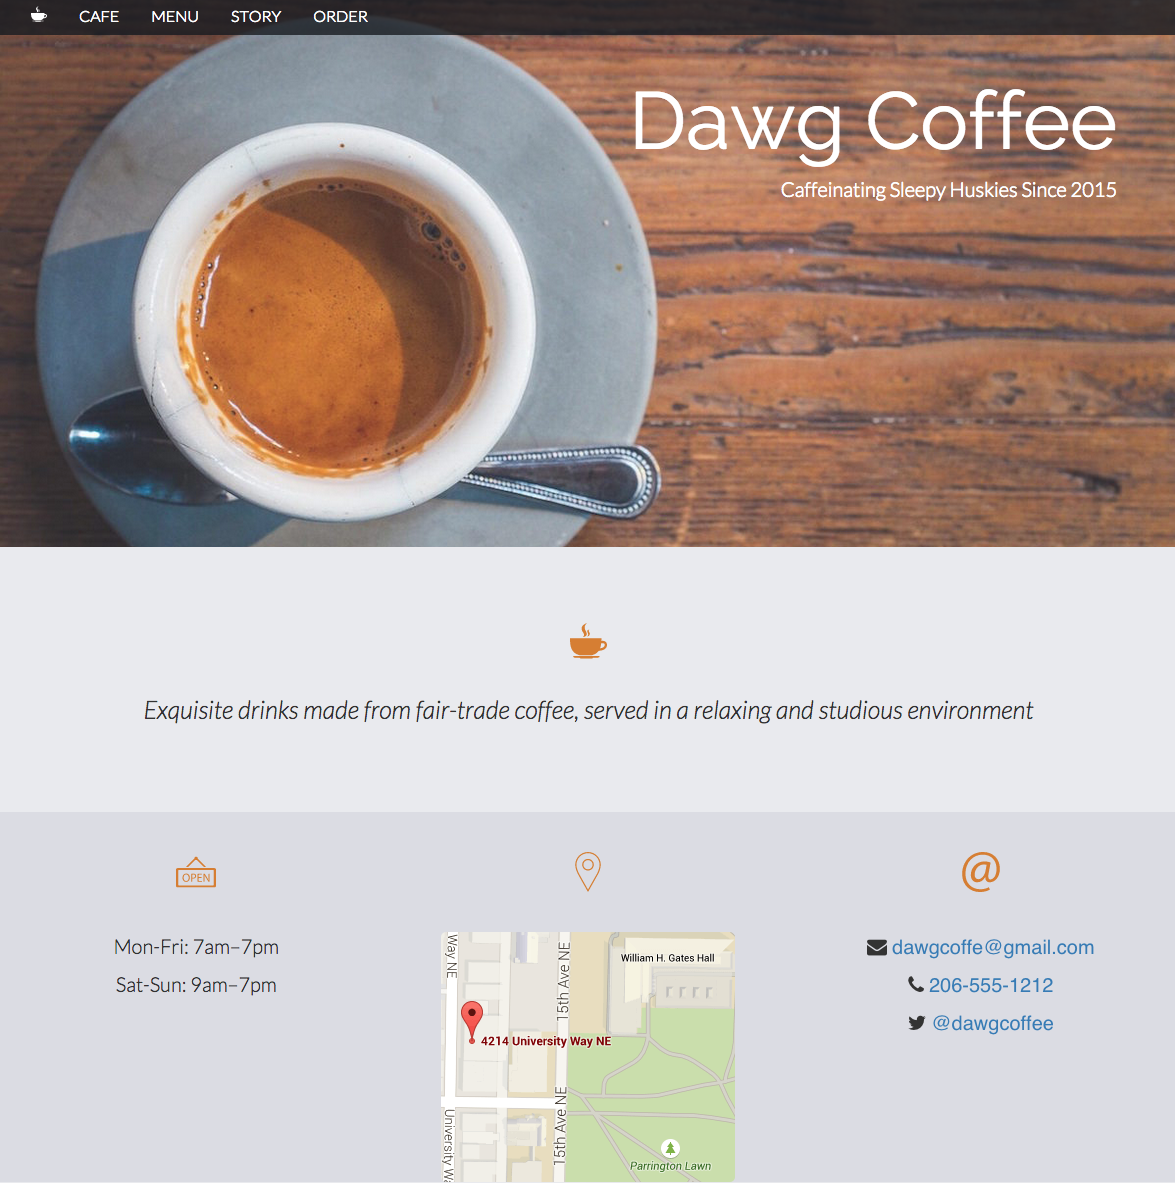 CAFE MENU STORY ORDER
Dawg Coffee
Caffeinating Sleepy Huskies Since 2015
Exquisite drinks made from fair-trade coffee, served in a relaxing and studious environment
OPEN
@
Mon-Fri: 7am–7pm
Sat-Sun: 9am–7pm
Way NE
15th Ave NE
William H. Gates Hall
4214 University Way NE
University Wa
15th Ave NE
Parrington Lawn
dawgcoffe@gmail.com
206-555-1212
@dawgcoffee